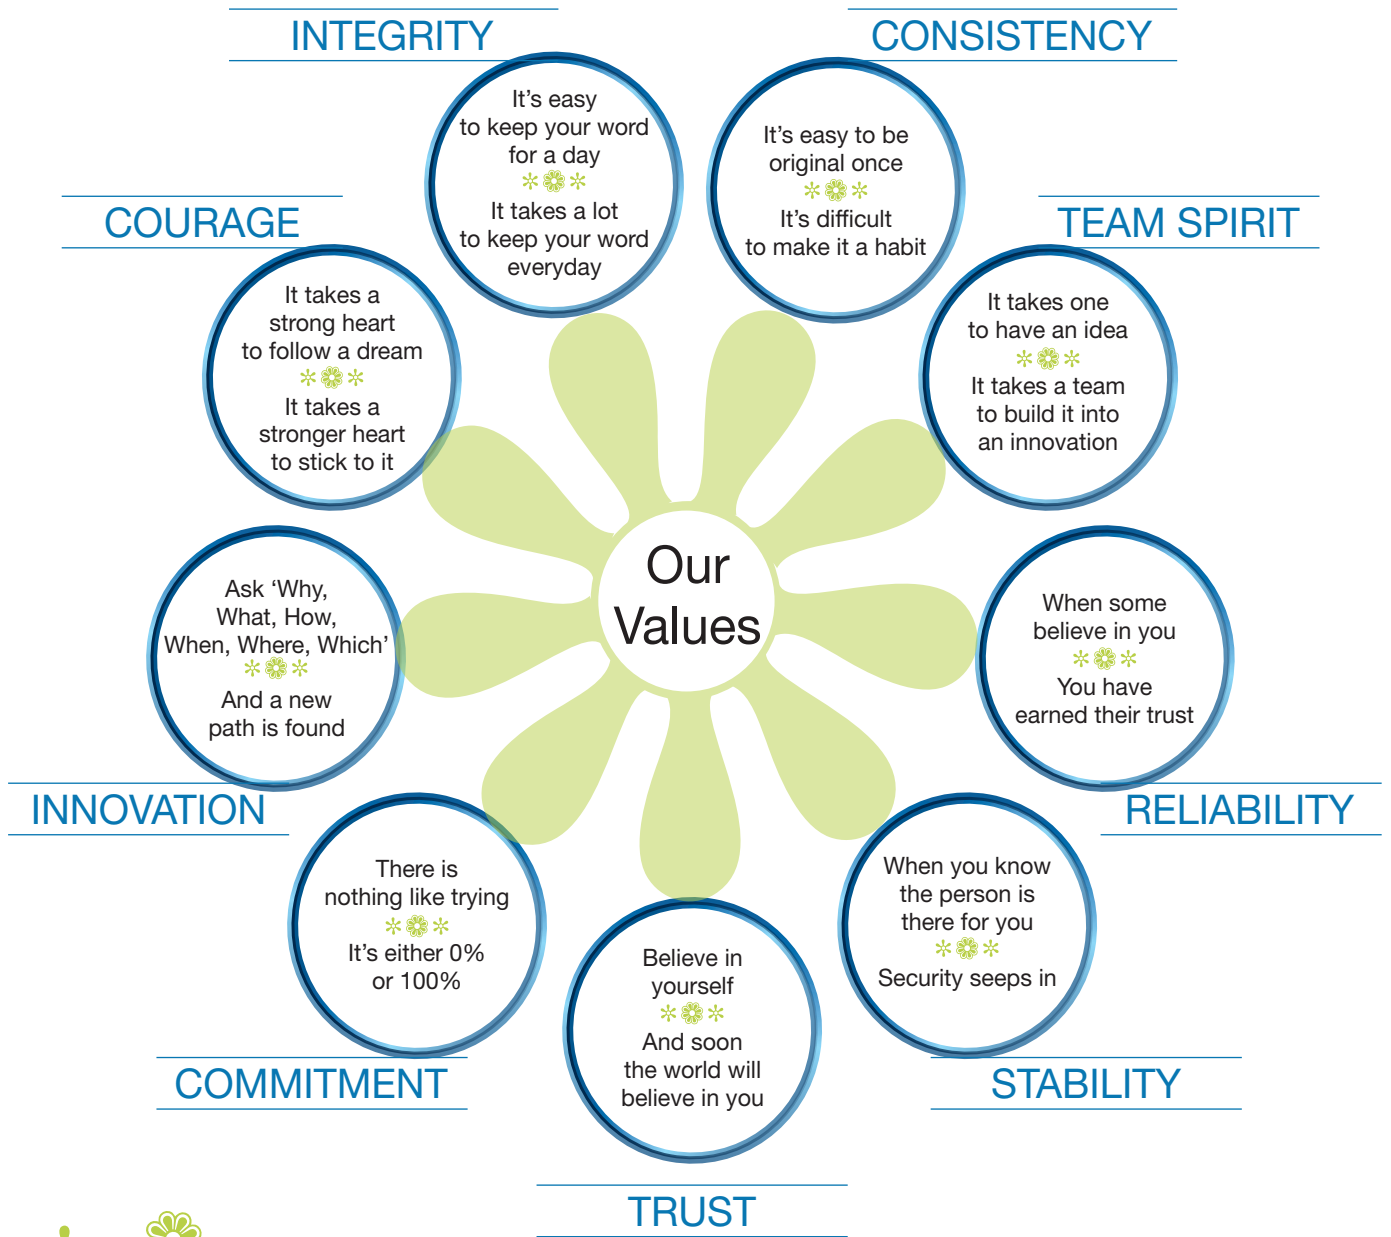 INTEGRITY
It's easy
to keep your word
for a day
It takes a lot
to keep your word
everyday
CONSISTENCY
It's easy to be
original once
It's difficult
to make it a habit
COURAGE
It takes a
strong heart
to follow a dream
It takes a
stronger heart
to stick to it
TEAM SPIRIT
It takes one
to have an idea
It takes a team
to build it into
an innovation
Our
Values
Ask ‘Why,
What, How,
When, Where, Which’
And a new
path is found
INNOVATION
When some
believe in you
You have
earned their trust
RELIABILITY
There is
nothing like trying
It's either 0%
or 100%
COMMITMENT
Believe in
yourself
And soon
the world will
believe in you
TRUST
When you know
the person is
there for you
Security seeps in
STABILITY